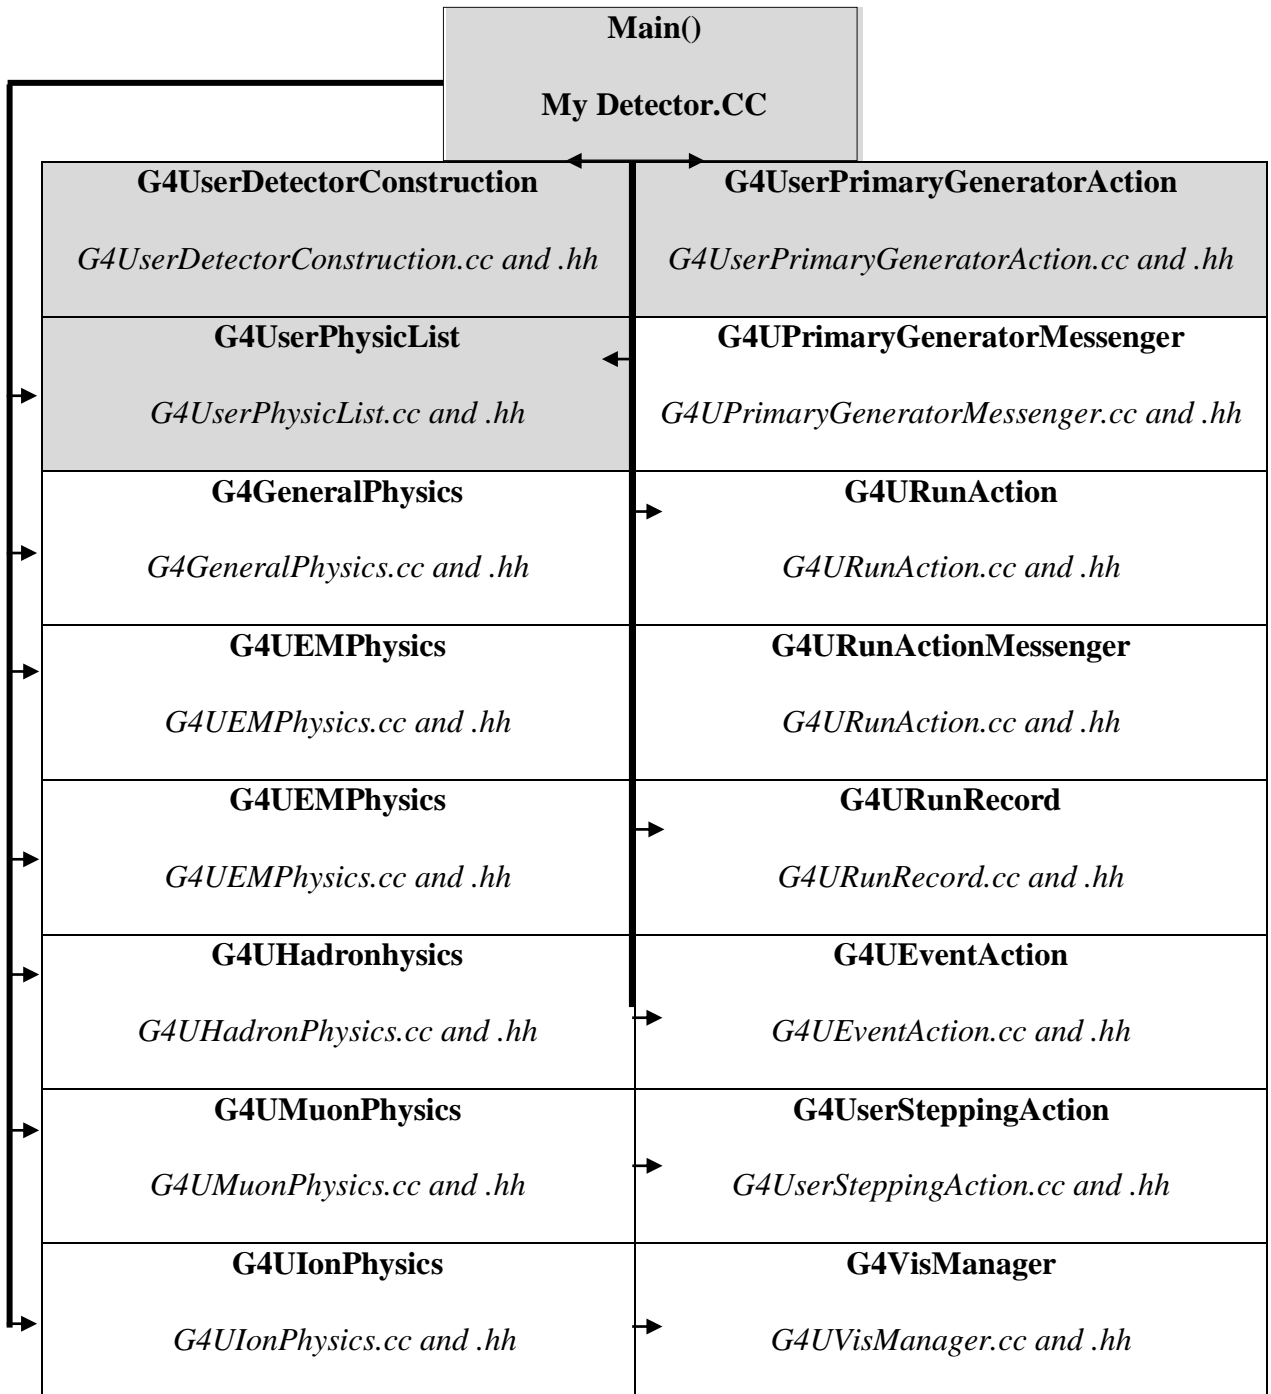 Main()
My Detector.CC
G4UserDetectorConstruction
G4UserDetectorConstruction.cc and .hh
G4UserPrimaryGeneratorAction
G4UserPrimaryGeneratorAction.cc and .hh
G4UserPhysicList
G4UserPhysicList.cc and .hh
G4UPrimaryGeneratorMessenger
G4UPrimaryGeneratorMessenger.cc and .hh
G4GeneralPhysics
G4GeneralPhysics.cc and .hh
G4URunAction
G4URunAction.cc and .hh
G4UEMPhysics
G4UEMPhysics.cc and .hh
G4URunActionMessenger
G4URunAction.cc and .hh
G4UEMPhysics
G4UEMPhysics.cc and .hh
G4URunRecord
G4URunRecord.cc and .hh
G4UHadronhysics
G4UHadronPhysics.cc and .hh
G4UEventAction
G4UEventAction.cc and .hh
G4UMuonPhysics
G4UMuonPhysics.cc and .hh
G4UserSteppingAction
G4UserSteppingAction.cc and .hh
G4UIonPhysics
G4UIonPhysics.cc and .hh
G4VisManager
G4UVisManager.cc and .hh